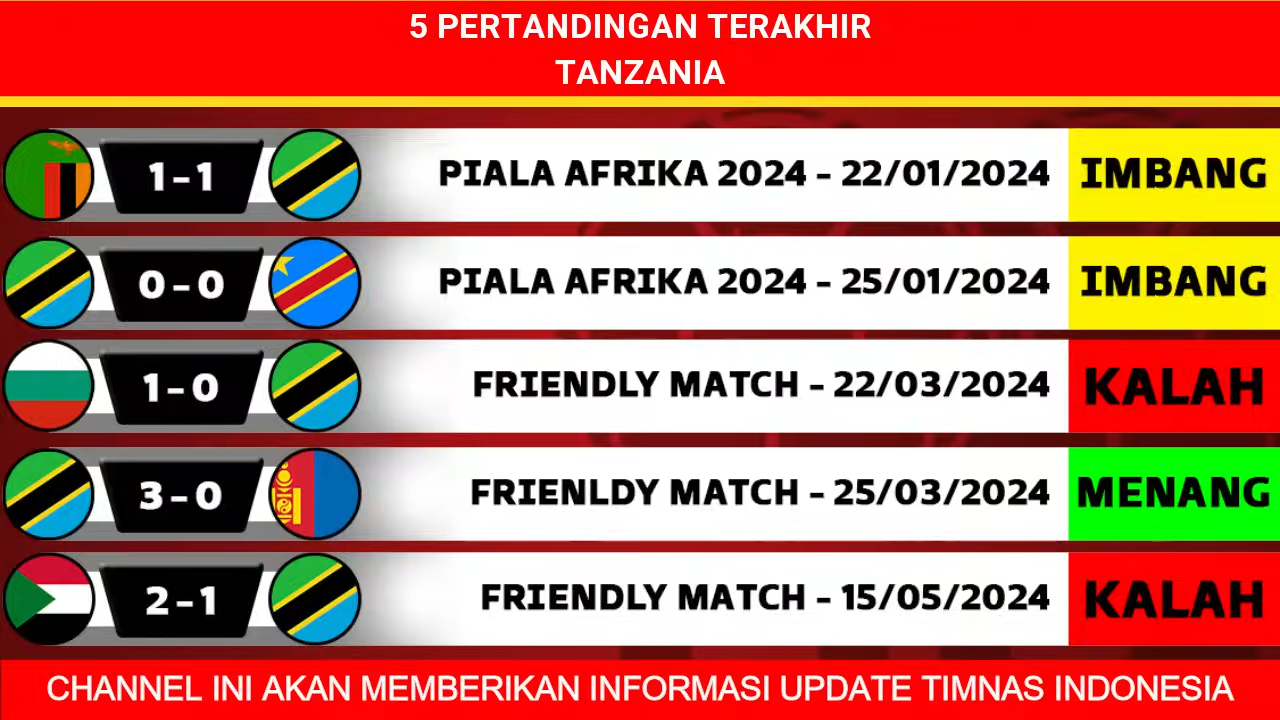 5 PERTANDINGAN TERAKHIR
TANZANIA
1-1 PIALA AFRIKA 2024 - 22/01/2024 IMBANG
0-0 PIALA AFRIKA 2024 - 25/01/2024 IMBANG
1-0 FRIENDLY MATCH - 22/03/2024 KALAH
3-0 FRIENLDY MATCH - 25/03/2024 MENANG
2-1 FRIENDLY MATCH - 15/05/2024 KALAH
CHANNEL INI AKAN MEMBERIKAN INFORMASI UPDATE TIMNAS INDONESIA